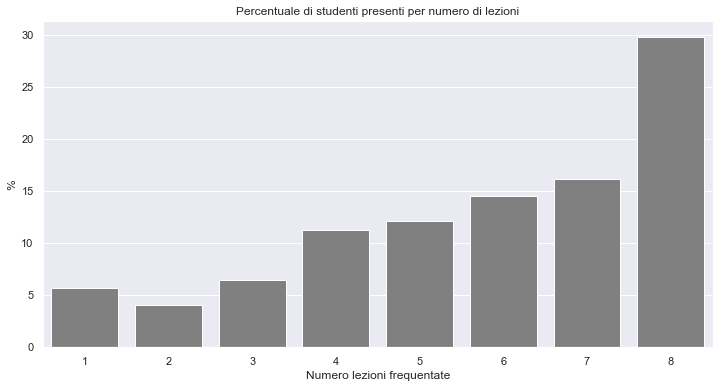 Percentuale di studenti presenti per numero di lezioni
30
25
20
15
10
5
0
%
1 2 3 4 5 6 7 8
Numero lezioni frequentate